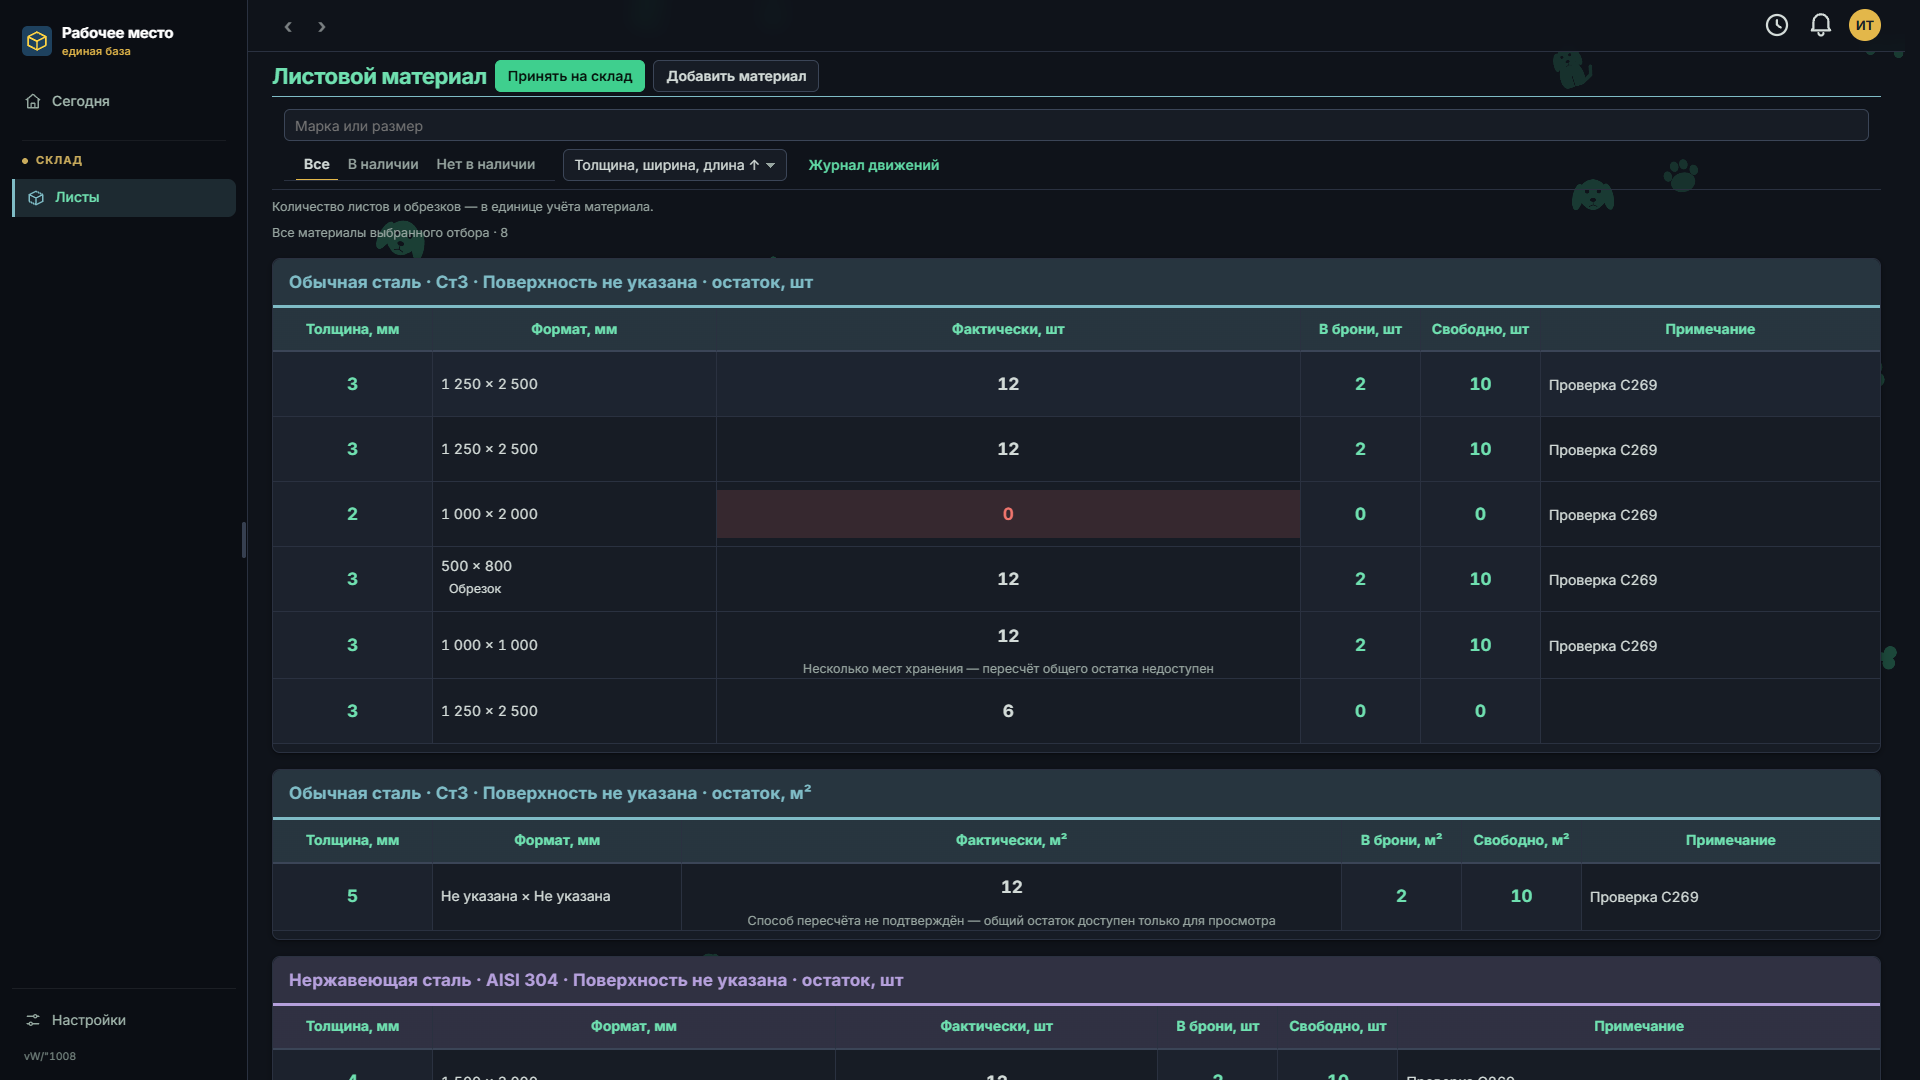 Рабочее место
единая база
Сегодня
СКЛАД
Листы
Настройки
vW/"1008
ИТ
Листовой материал
Принять на склад
Добавить материал
Марка или размер
Все
В наличии
Нет в наличии
Толщина, ширина, длина ↑
Журнал движений
Количество листов и обрезков — в единице учёта материала.
Все материалы выбранного отбора · 8
Обычная сталь · Ст3 · Поверхность не указана · остаток, шт
Толщина, мм Формат, мм Фактически, шт В брони, шт Свободно, шт Примечание
3 1 250 × 2 500 12 2 10 Проверка C269
3 1 250 × 2 500 12 2 10 Проверка C269
2 1 000 × 2 000 0 0 0 Проверка C269
3 500 × 800 12 2 10 Проверка C269
Обрезок
3 1 000 × 1 000 12 2 10 Проверка C269
Несколько мест хранения — пересчёт общего остатка недоступен
3 1 250 × 2 500 6 0 0
Обычная сталь · Ст3 · Поверхность не указана · остаток, м²
Толщина, мм Формат, мм Фактически, м² В брони, м² Свободно, м² Примечание
5 Не указана × Не указана 12 2 10 Проверка C269
Способ пересчёта не подтверждён — общий остаток доступен только для просмотра
Нержавеющая сталь · AISI 304 · Поверхность не указана · остаток, шт
Толщина, мм Формат, мм Фактически, шт В брони, шт Свободно, шт Примечание